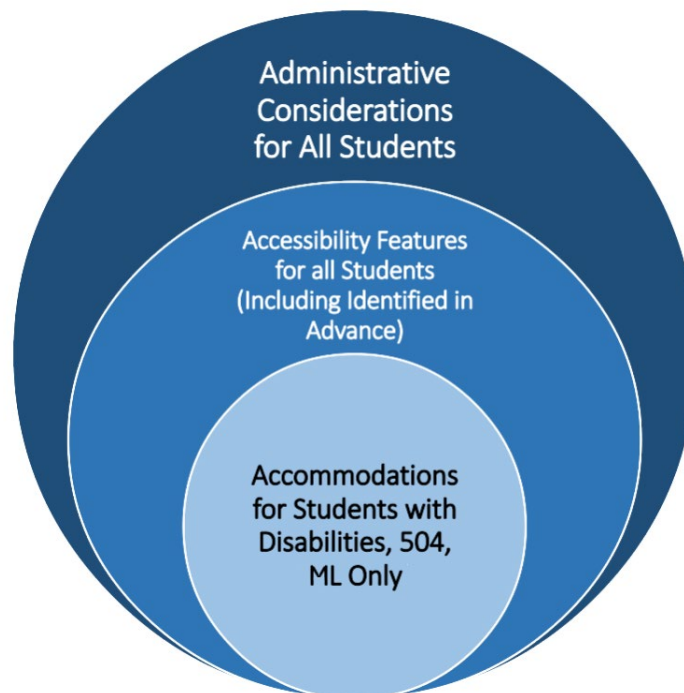 Administrative
Considerations
for All Students
Accessibility Features
for all Students
(Including Identified in
Advance)
Accommodations
for Students with
Disabilities, 504,
ML Only